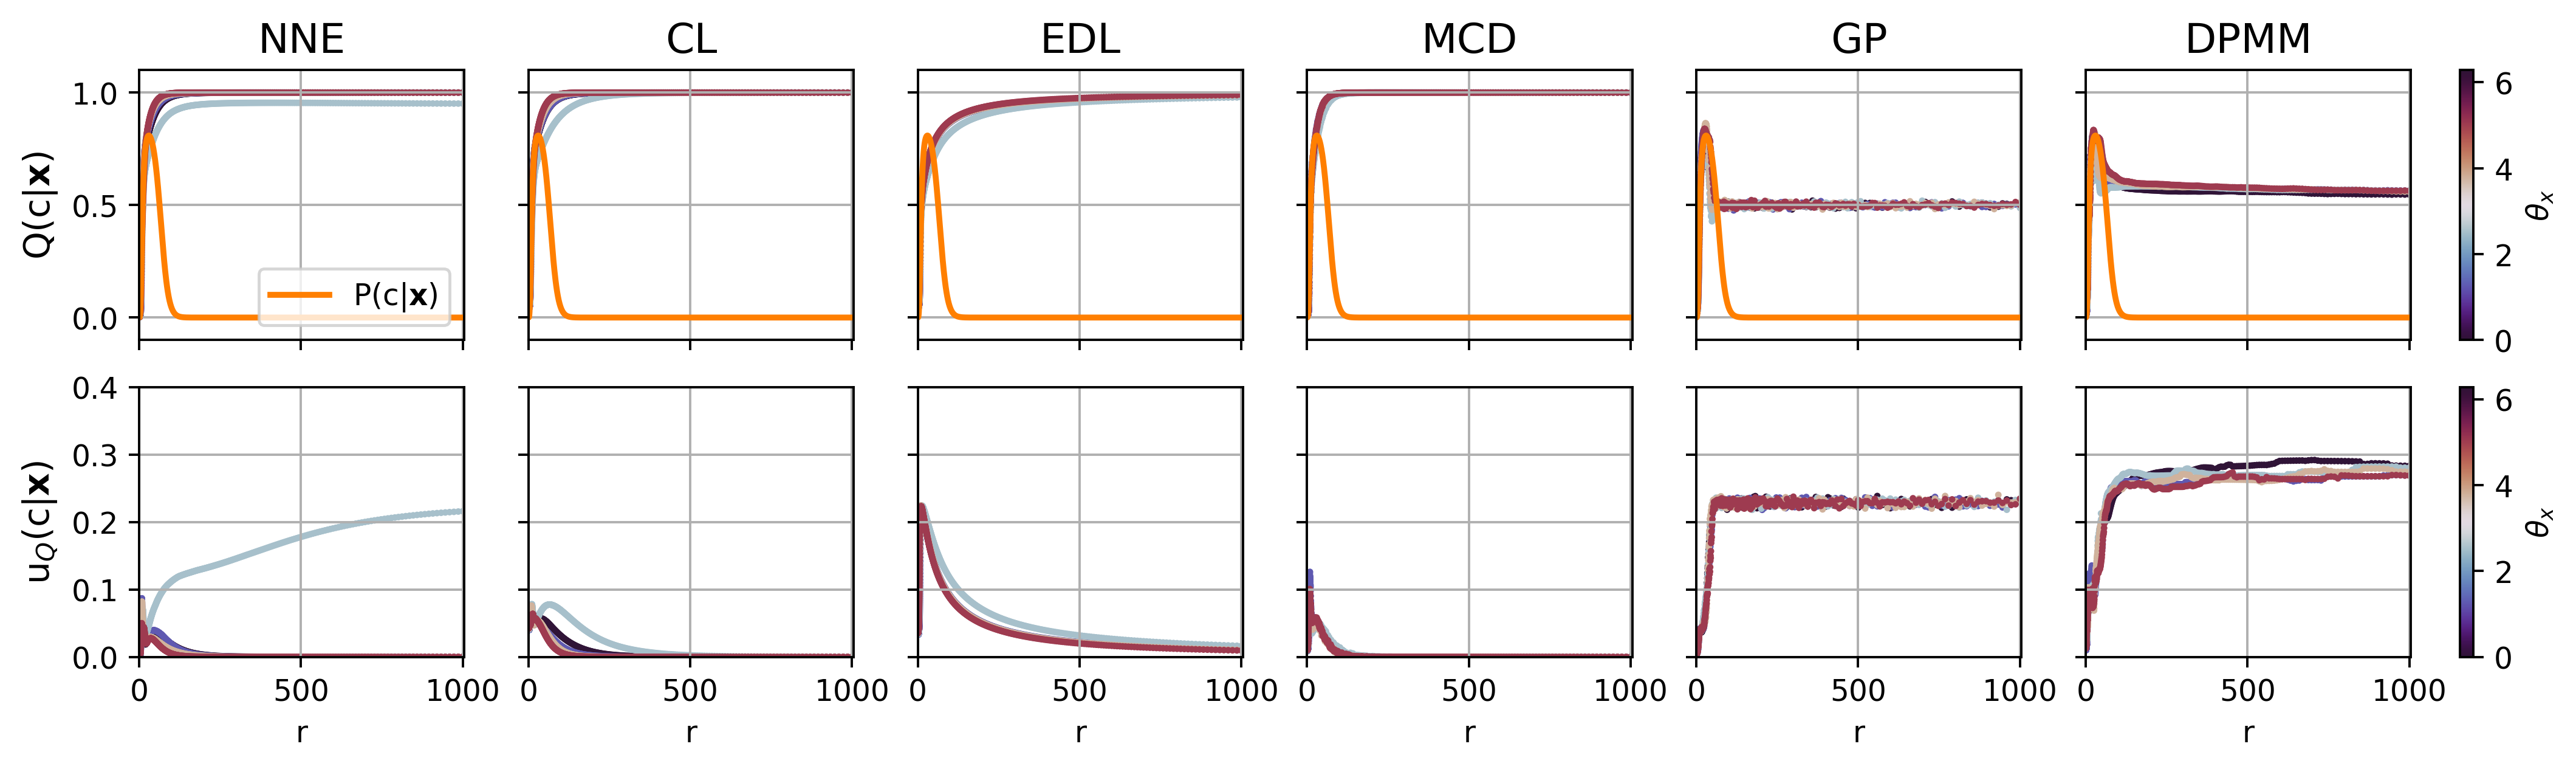 NNE CL EDL MCD GP DPMM
Q(c|x)
1.0
0.5
0.0
P(c|x)
6
4
2
0
θx
uQ(c|x)
0.4
0.3
0.2
0.1
0.0
6
4
2
0
θx
0 500 1000 0 500 1000 0 500 1000 0 500 1000 0 500 1000 0 500 1000
r r r r r r